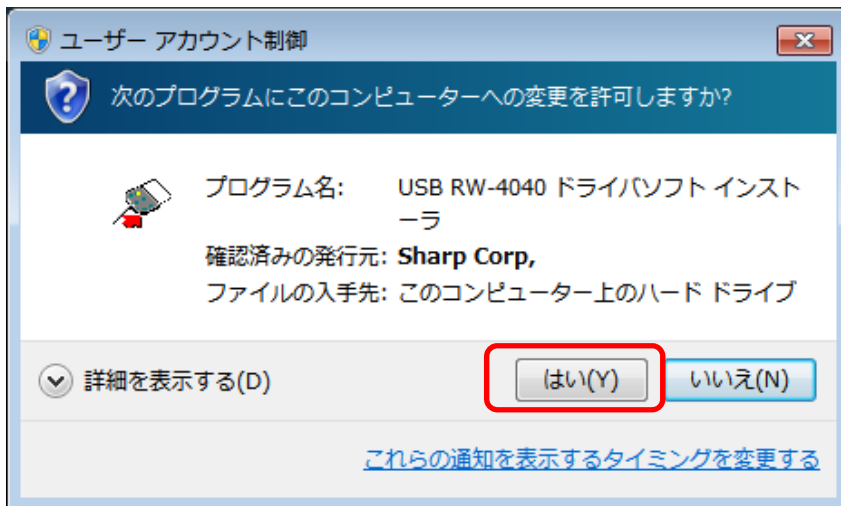 ユーザー アカウント制御
次のプログラムにこのコンピューターへの変更を許可しますか?
プログラム名: USB RW-4040 ドライバソフト インスト
ーラ
確認済みの発行元: Sharp Corp,
ファイルの入手先: このコンピューター上のハード ドライブ
詳細を表示する(D) はい(Y) いいえ(N)
これらの通知を表示するタイミングを変更する